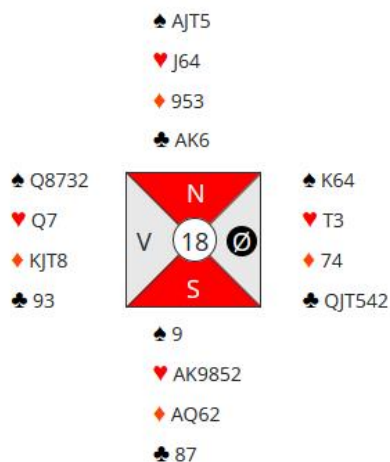 ♠ AJT5
♥ J64
♦ 953
♣ AK6
♠ Q8732
♥ Q7
♦ KJT8
♣ 93
N
V 18 Ø
S
♠ K64
♥ T3
♦ 74
♣ QJT542
♠ 9
♥ AK9852
♦ AQ62
♣ 87